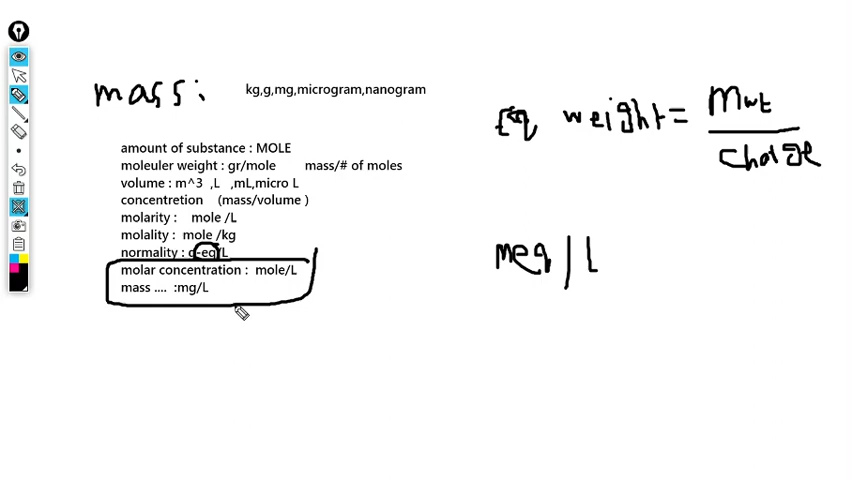 mass:
kg,g,mg,microgram,nanogram
amount of substance : MOLE
moleuler weight : gr/mole mass/# of moles
volume : m^3 ,L ,mL,micro L
concentretion (mass/volume )
molarity : mole /L
molality : mole /kg
normality : g-eq/L
molar concentration : mole/L
mass .... :mg/L
Eq weight = Mwt
charge
meq | L